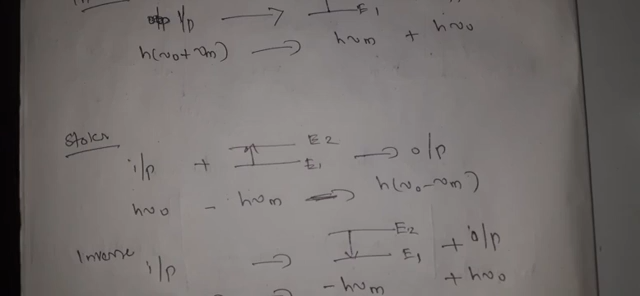 I/P → E1
h(ν0+νm) → hνm + hν0
Stokes
i/p + E2 E1 → o/p
hν0 - hνm → h(ν0-νm)
Inverse i/p → E2 E1 + o/p
→ -hνm + hν0